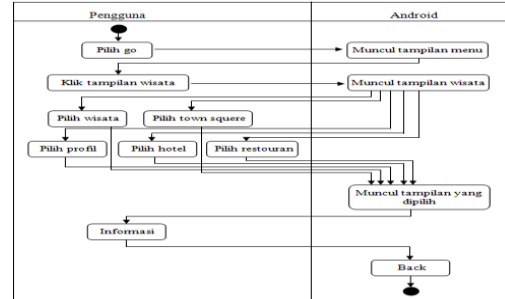 Pengguna
Android
Pilih go
Muncul tampilan menu
Klik tampilan wisata
Muncul tampilan wisata
Pilih wisata
Pilih town squere
Pilih profil
Pilih hotel
Pilih restouran
Muncul tampilan yang
dipilih
Informasi
Back